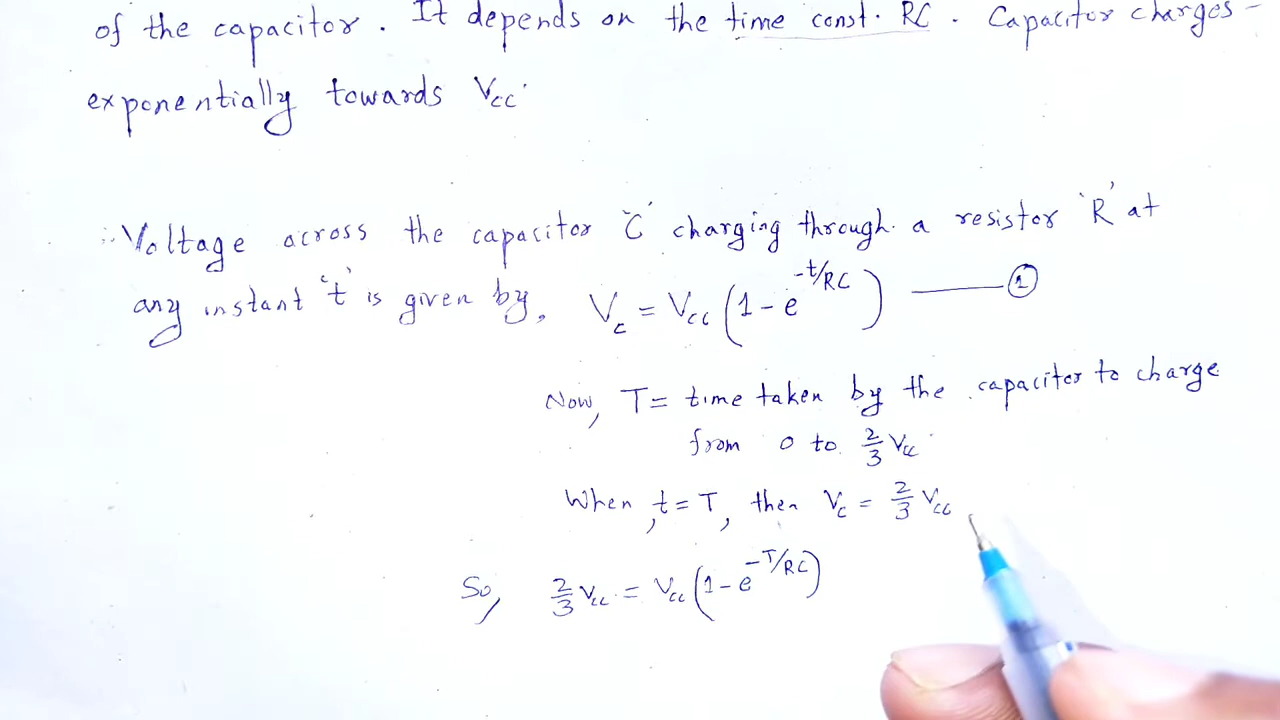 of the capacitor. It depends on the time const. RC. Capacitor charges-
exponentially towards Vcc.
∴ Voltage across the capacitor 'C' charging through a resistor 'R' at
any instant 't' is given by, Vc = Vcc (1 - e^-t/RC) —— ①
Now, T = time taken by the capacitor to charge
from 0 to 2/3 Vcc
When, t = T, then Vc = 2/3 Vcc
So, 2/3 Vcc = Vcc (1 - e^-T/RC)